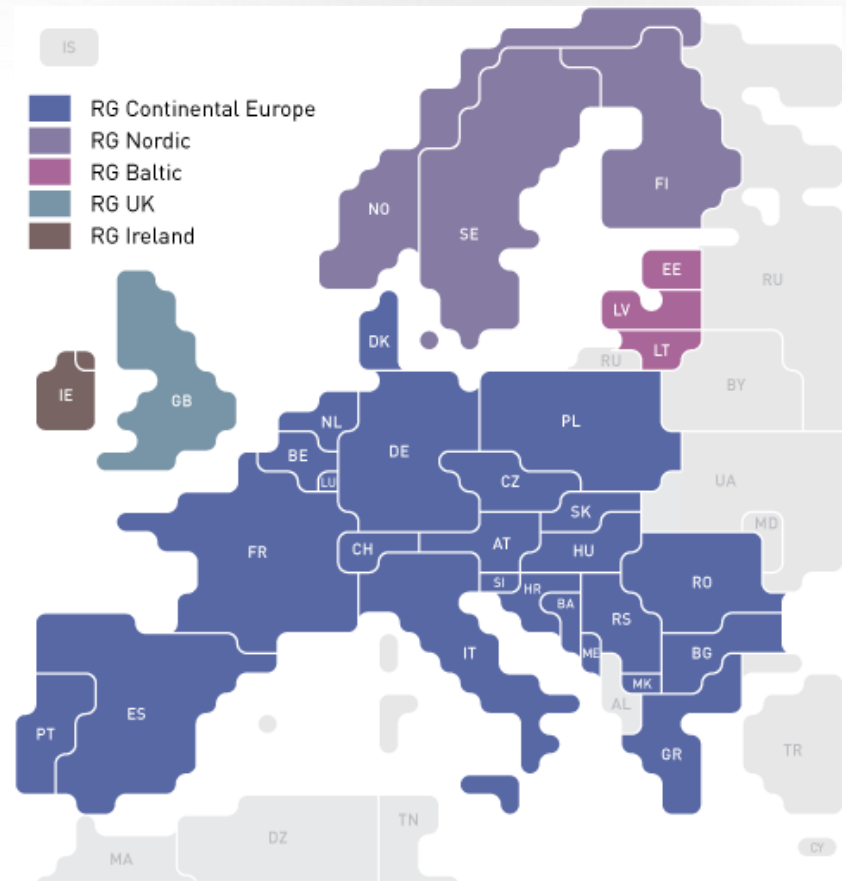 IS
RG Continental Europe
RG Nordic
RG Baltic
RG UK
RG Ireland
NO
SE
FI
RU
EE
LV
LT
RU
BY
DK
IE
GB
NL
BE
LU
DE
PL
CZ
SK
UA
MD
FR
CH
AT
HU
SI
HR
BA
RO
RS
IT
ME
MK
BG
AL
GR
TR
PT
ES
MA
DZ
TN
CY